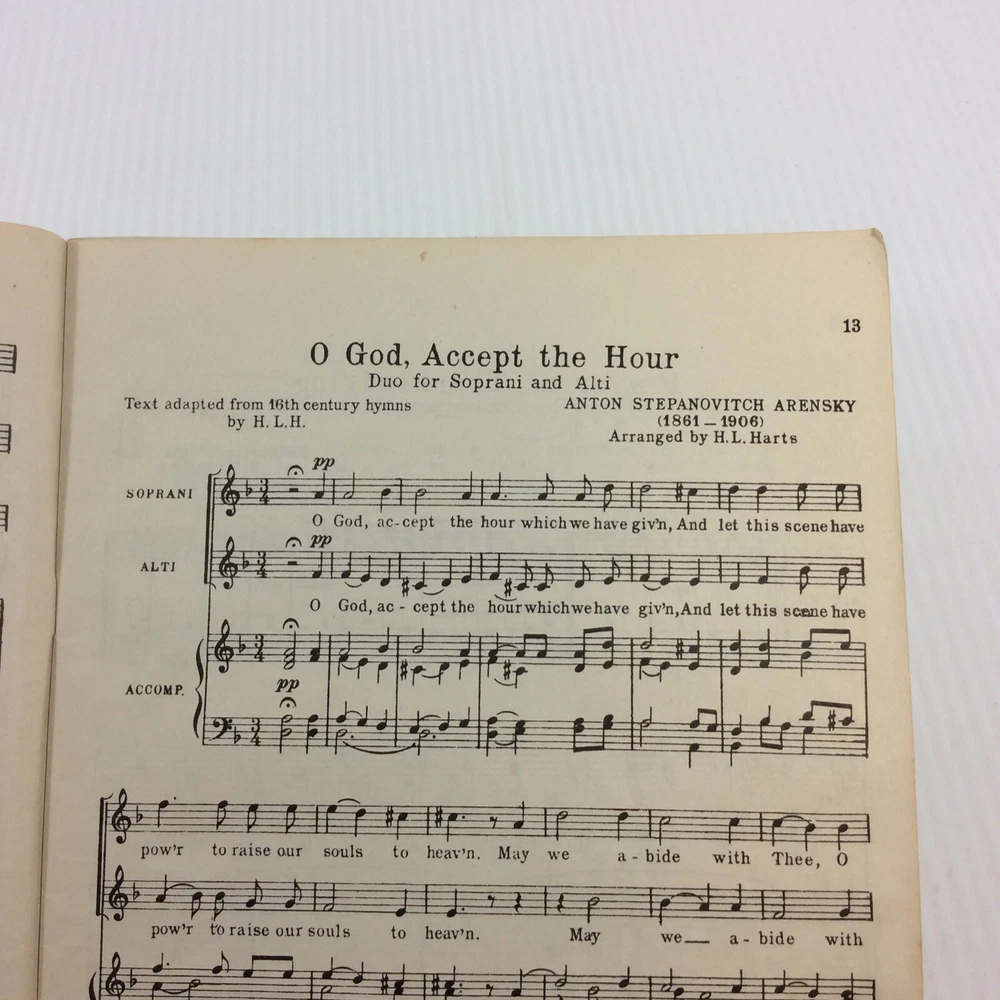 13
O God, Accept the Hour
Duo for Soprani and Alti
Text adapted from 16th century hymns
by H. L. H.
ANTON STEPANOVITCH ARENSKY
(1861 – 1906)
Arranged by H. L. Harts
pp
SOPRANI
O God, ac-cept the hour which we have giv'n, And let this scene have
pp
ALTI
O God, ac - cept the hour which we have giv'n, And let this scene have
ACCOMP.
pp
pow'r to raise our souls to heav'n. May we a - bide with Thee, O
pow'r to raise our souls to heav'n. May we a - bide with